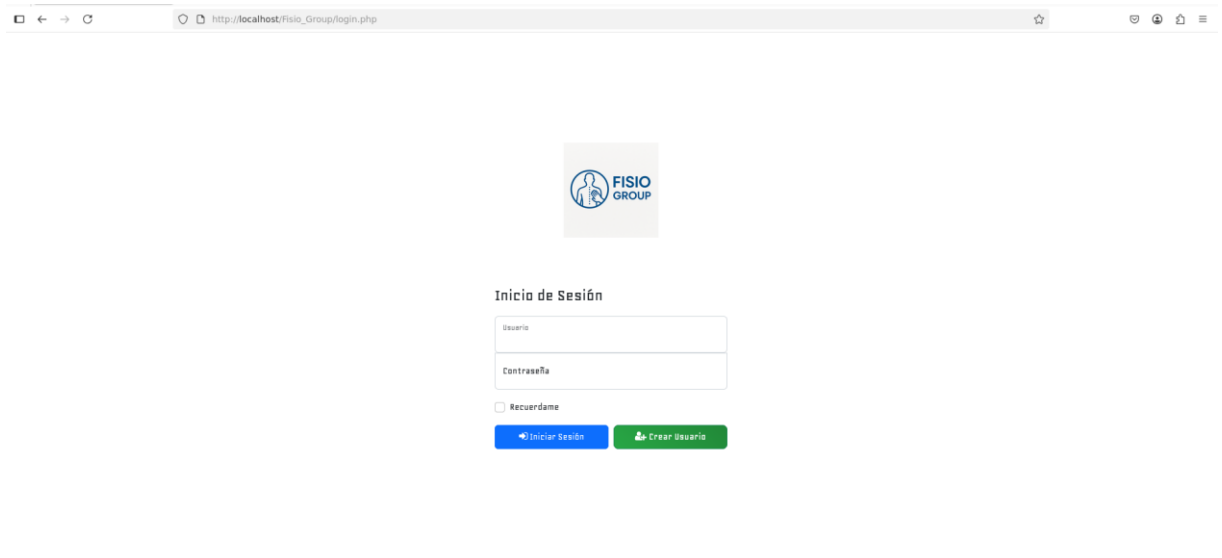 http://localhost/Fisio_Group/login.php
FISIO
GROUP
Inicio de Sesión
Usuario
Contraseña
Recuerdame
Iniciar Sesión
Crear Usuario